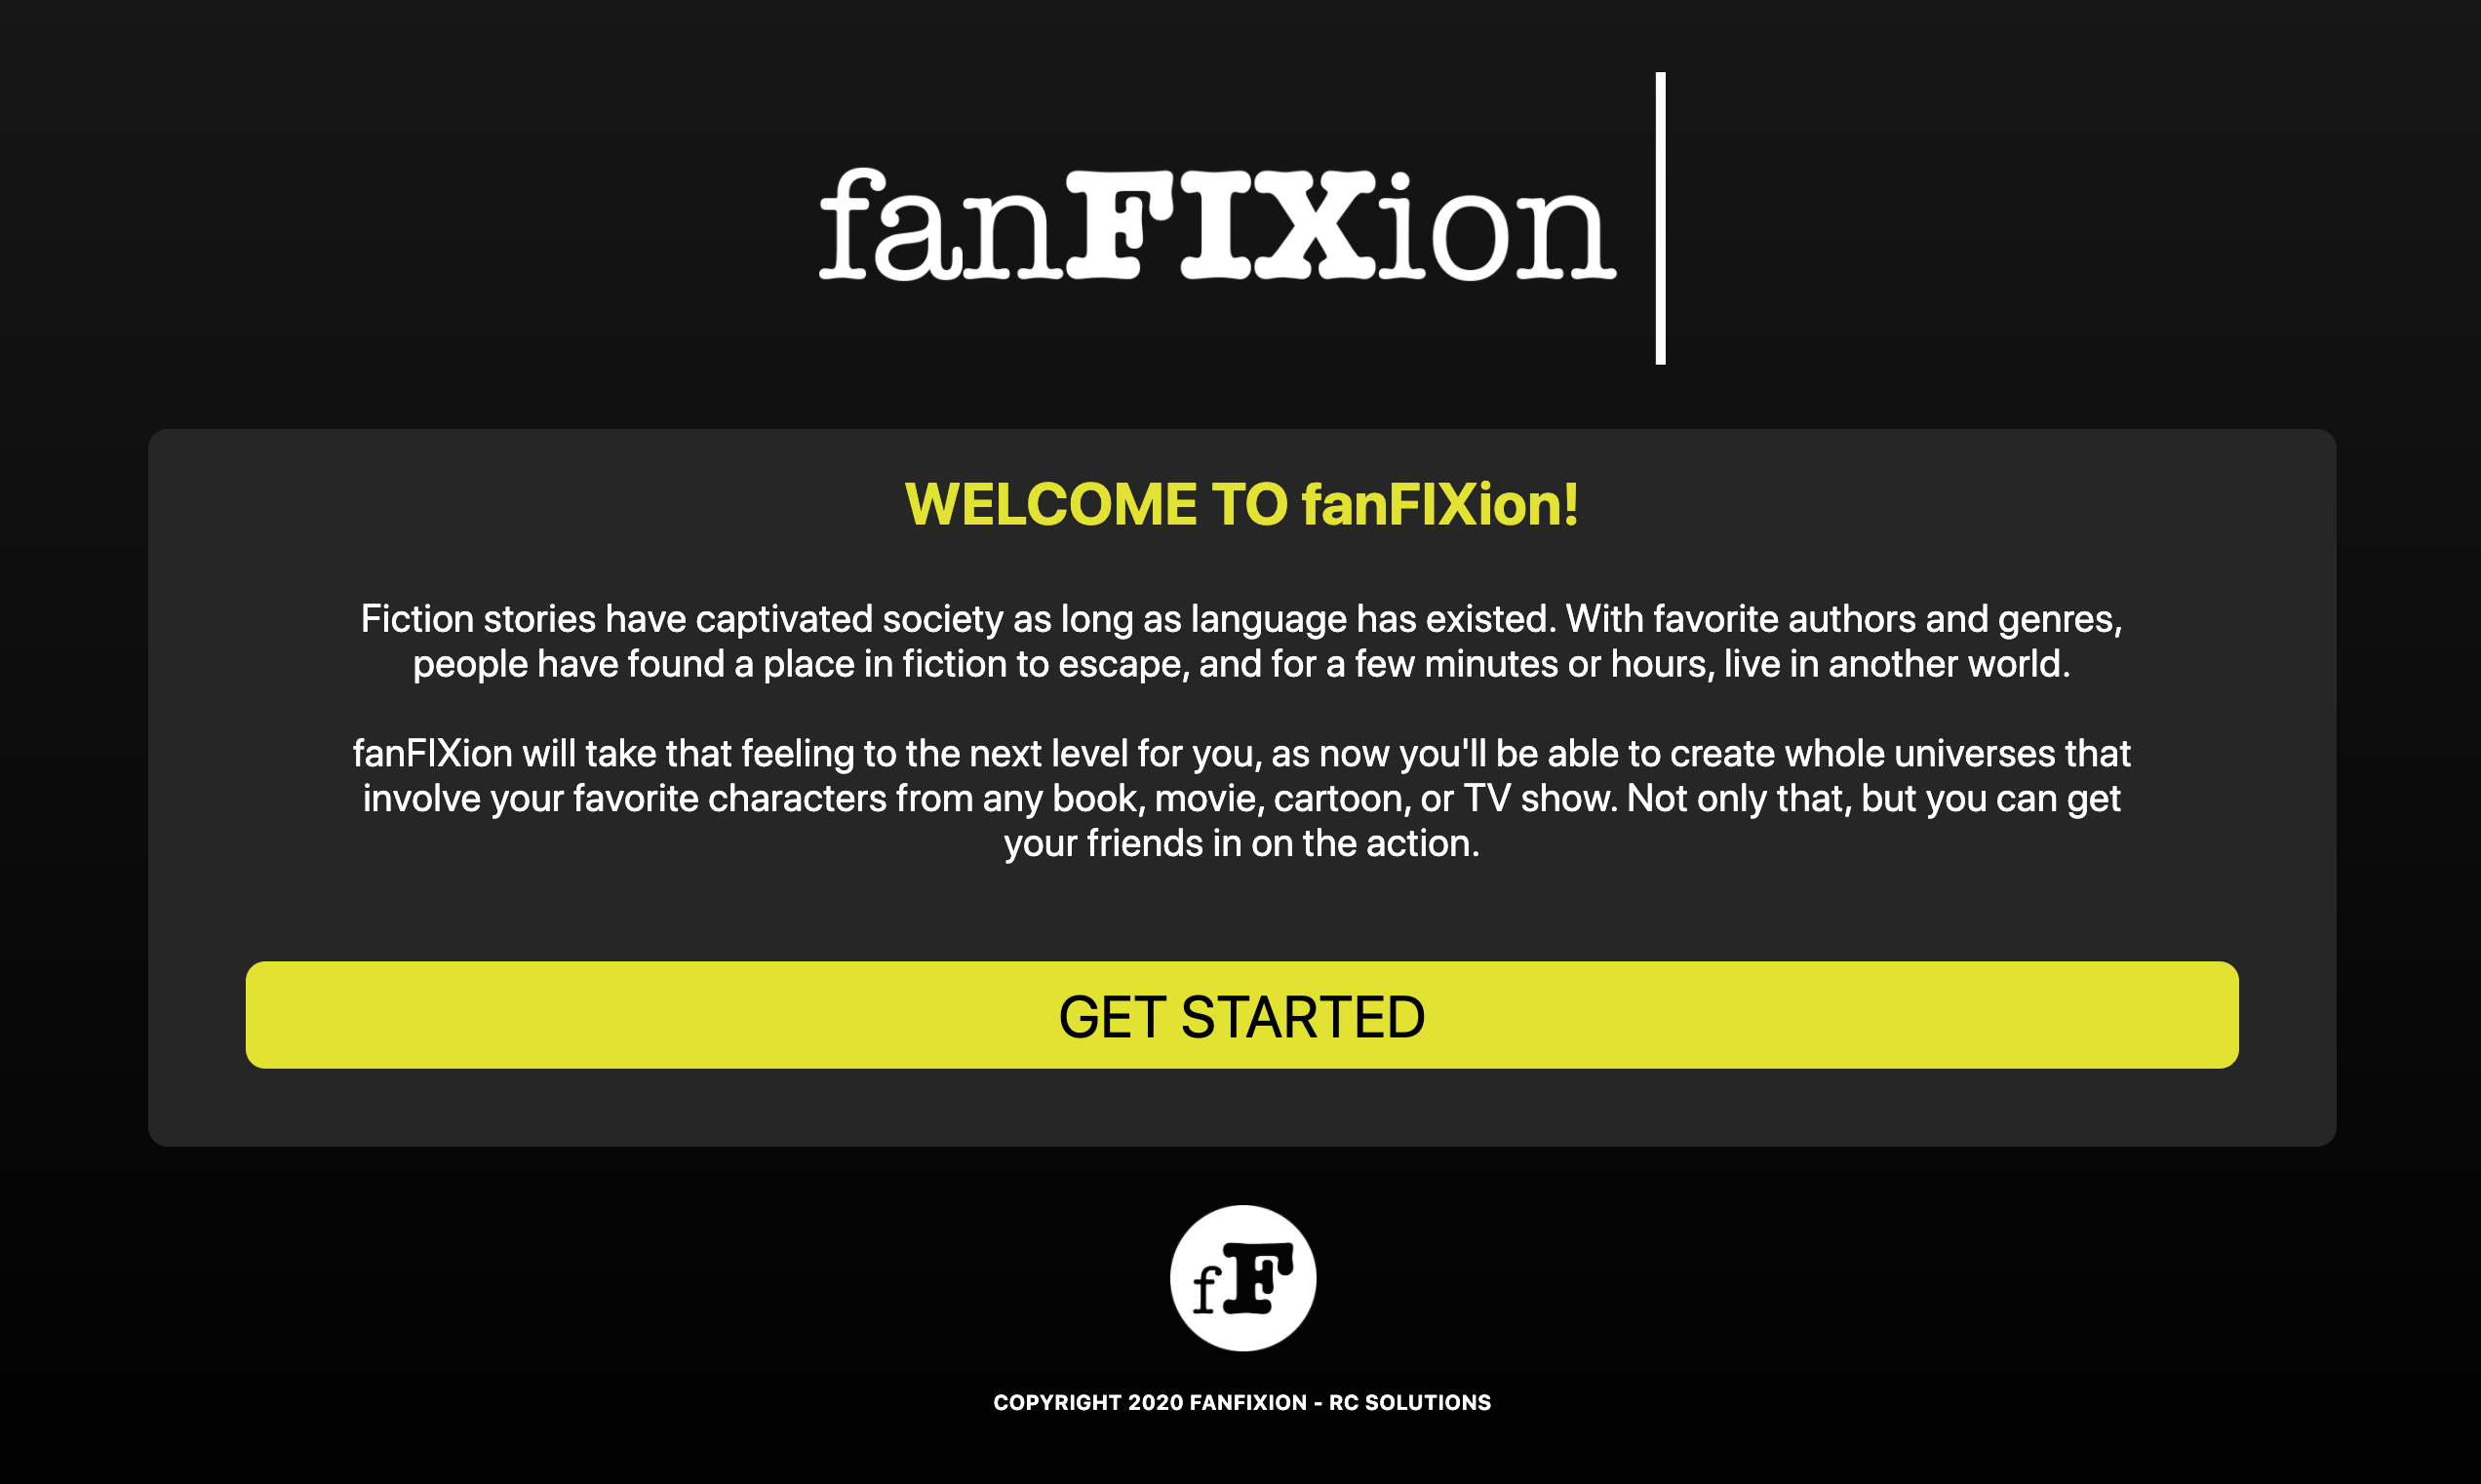 fanFIXion
WELCOME TO fanFIXion!
Fiction stories have captivated society as long as language has existed. With favorite authors and genres,
people have found a place in fiction to escape, and for a few minutes or hours, live in another world.
fanFIXion will take that feeling to the next level for you, as now you'll be able to create whole universes that
involve your favorite characters from any book, movie, cartoon, or TV show. Not only that, but you can get
your friends in on the action.
GET STARTED
fF
COPYRIGHT 2020 FANFIXION - RC SOLUTIONS